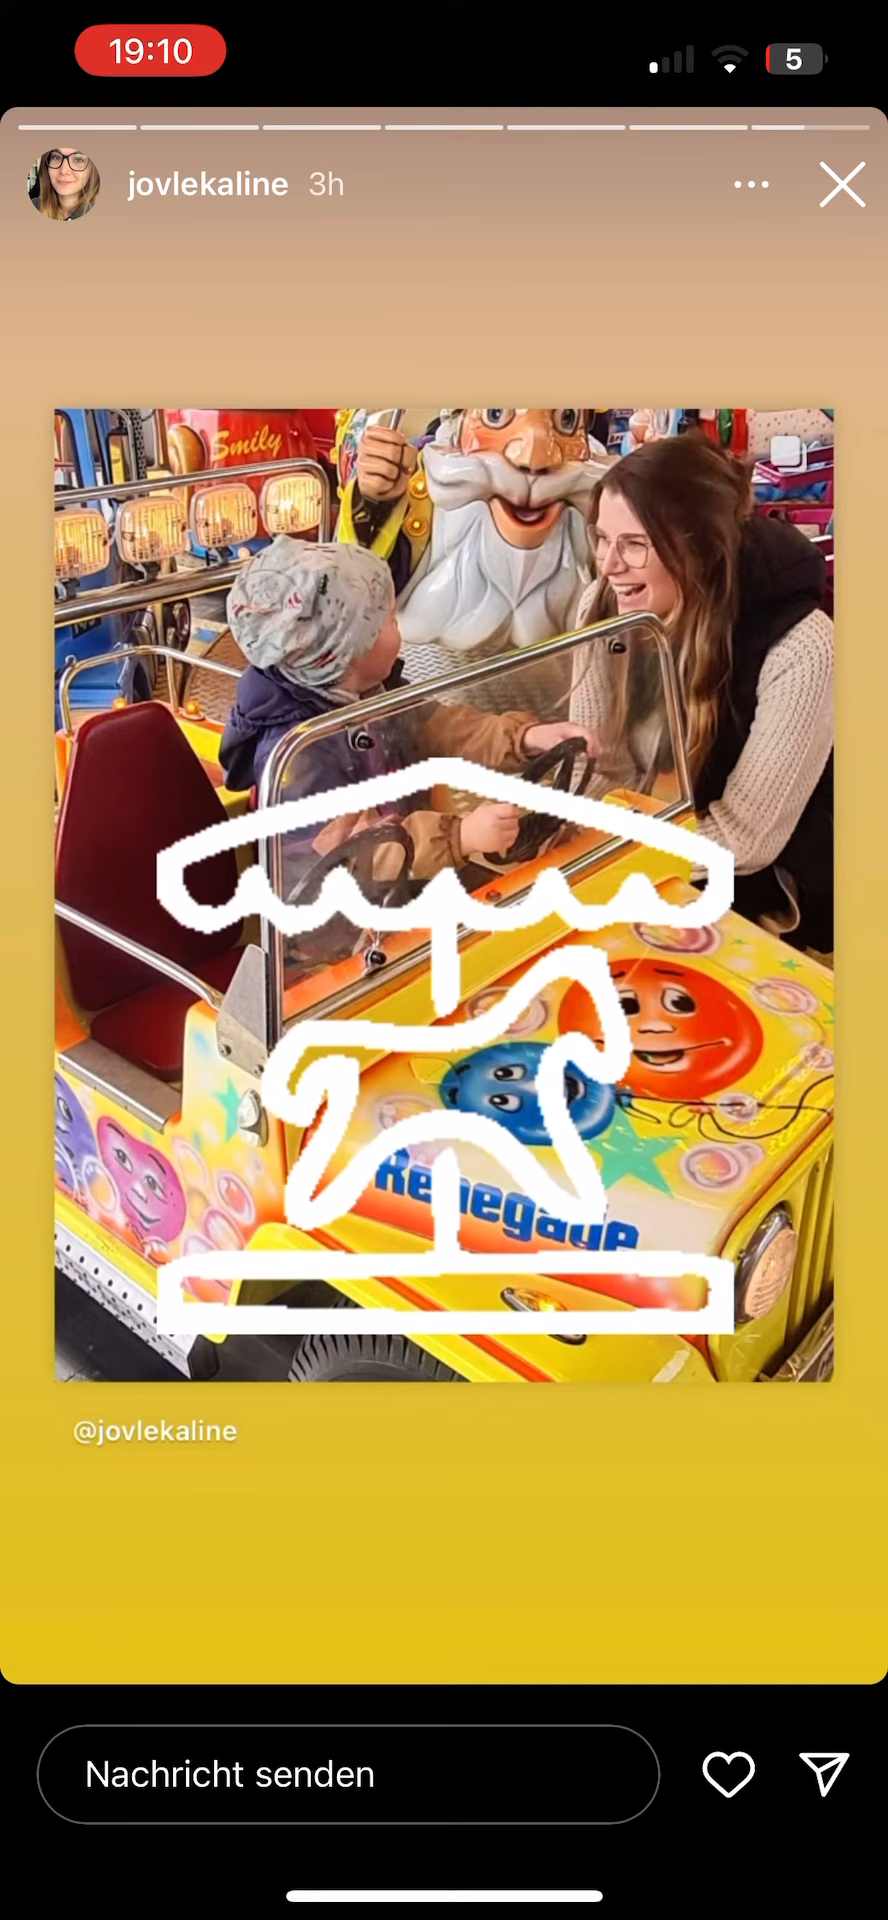 19:10
5
jovlekaline 3h
Smily
Renegade
@jovlekaline
Nachricht senden